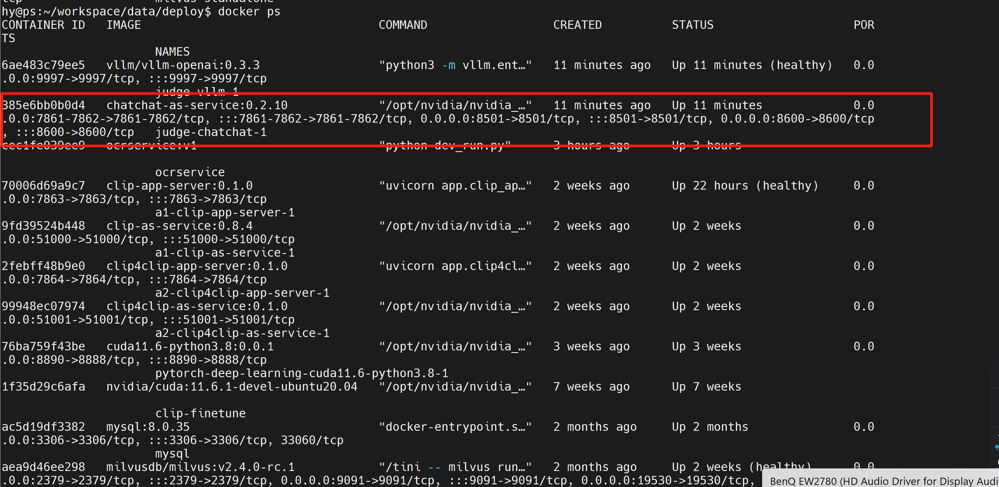 tcp milvus-standalone
hy@ps:~/workspace/data/deploy$ docker ps
CONTAINER ID   IMAGE   COMMAND   CREATED   STATUS   POR
TS
NAMES
6ae483c79ee5   vllm/vllm-openai:0.3.3   "python3 -m vllm.ent…"   11 minutes ago   Up 11 minutes (healthy)   0.0
.0.0:9997->9997/tcp, :::9997->9997/tcp
judge-vllm-1
385e6bb0b0d4   chatchat-as-service:0.2.10   "/opt/nvidia/nvidia_…"   11 minutes ago   Up 11 minutes   0.0
.0.0:7861-7862->7861-7862/tcp, :::7861-7862->7861-7862/tcp, 0.0.0.0:8501->8501/tcp, :::8501->8501/tcp, 0.0.0.0:8600->8600/tcp
, :::8600->8600/tcp   judge-chatchat-1
cec1fe039ee9   ocrservice:v1   "python dev_run.py"   3 hours ago   Up 3 hours
ocrservice
70006d69a9c7   clip-app-server:0.1.0   "uvicorn app.clip_ap…"   2 weeks ago   Up 22 hours (healthy)   0.0
.0.0:7863->7863/tcp, :::7863->7863/tcp
a1-clip-app-server-1
9fd39524b448   clip-as-service:0.8.4   "/opt/nvidia/nvidia_…"   2 weeks ago   Up 2 weeks   0.0
.0.0:51000->51000/tcp, :::51000->51000/tcp
a1-clip-as-service-1
2febff48b9e0   clip4clip-app-server:0.1.0   "uvicorn app.clip4cl…"   2 weeks ago   Up 2 weeks   0.0
.0.0:7864->7864/tcp, :::7864->7864/tcp
a2-clip4clip-app-server-1
99948ec07974   clip4clip-as-service:0.1.0   "/opt/nvidia/nvidia_…"   2 weeks ago   Up 2 weeks   0.0
.0.0:51001->51001/tcp, :::51001->51001/tcp
a2-clip4clip-as-service-1
76ba759f43be   cuda11.6-python3.8:0.0.1   "/opt/nvidia/nvidia_…"   3 weeks ago   Up 3 weeks   0.0
.0.0:8890->8888/tcp, :::8890->8888/tcp
pytorch-deep-learning-cuda11.6-python3.8-1
1f35d29c6afa   nvidia/cuda:11.6.1-devel-ubuntu20.04   "/opt/nvidia/nvidia_…"   7 weeks ago   Up 7 weeks
clip-finetune
ac5d19df3382   mysql:8.0.35   "docker-entrypoint.s…"   2 months ago   Up 2 months   0.0
.0.0:3306->3306/tcp, :::3306->3306/tcp, 33060/tcp
mysql
aea9d46ee298   milvusdb/milvus:v2.4.0-rc.1   "/tini -- milvus run…"   2 months ago   Up 2 weeks (healthy)   0.0
.0.0:2379->2379/tcp, :::2379->2379/tcp, 0.0.0.0:9091->9091/tcp, :::9091->9091/tcp, 0.0.0.0:19530->19530/tcp,
BenQ EW2780 (HD Audio Driver for Display Audi